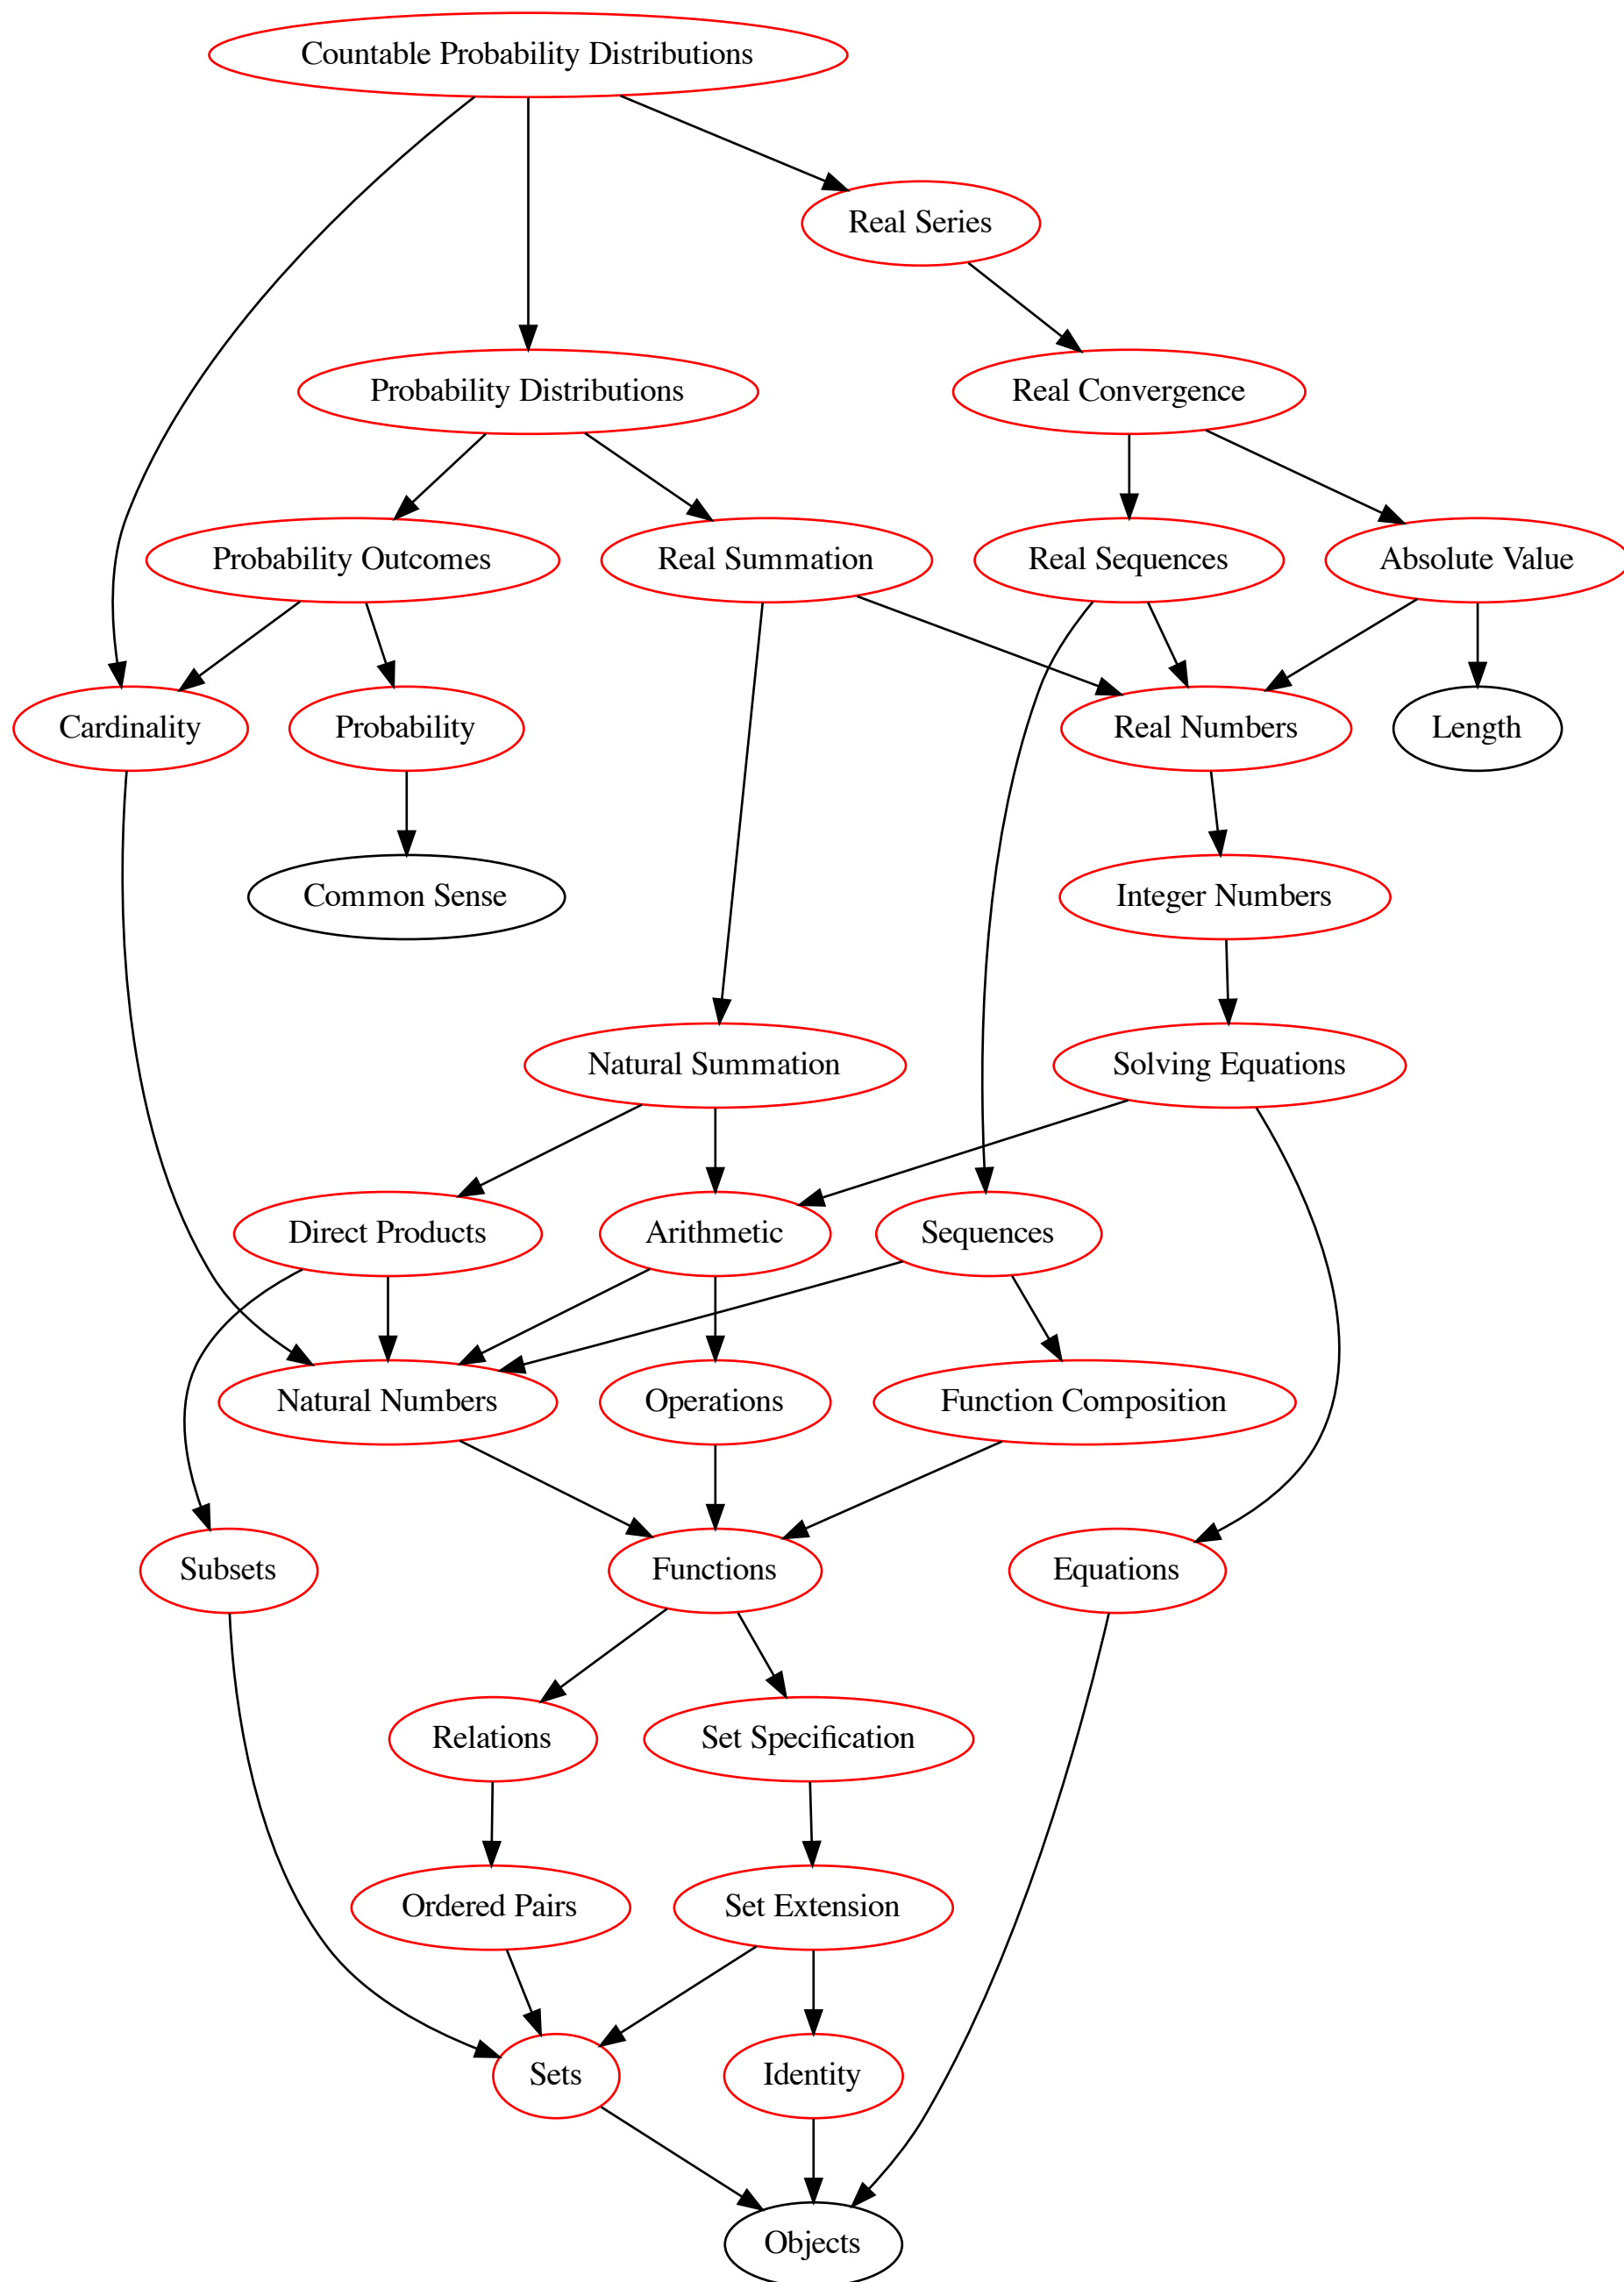 Countable Probability Distributions
Real Series
Probability Distributions
Real Convergence
Probability Outcomes
Real Summation
Real Sequences
Absolute Value
Cardinality
Probability
Real Numbers
Length
Common Sense
Integer Numbers
Natural Summation
Solving Equations
Direct Products
Arithmetic
Sequences
Natural Numbers
Operations
Function Composition
Subsets
Functions
Equations
Relations
Set Specification
Ordered Pairs
Set Extension
Sets
Identity
Objects